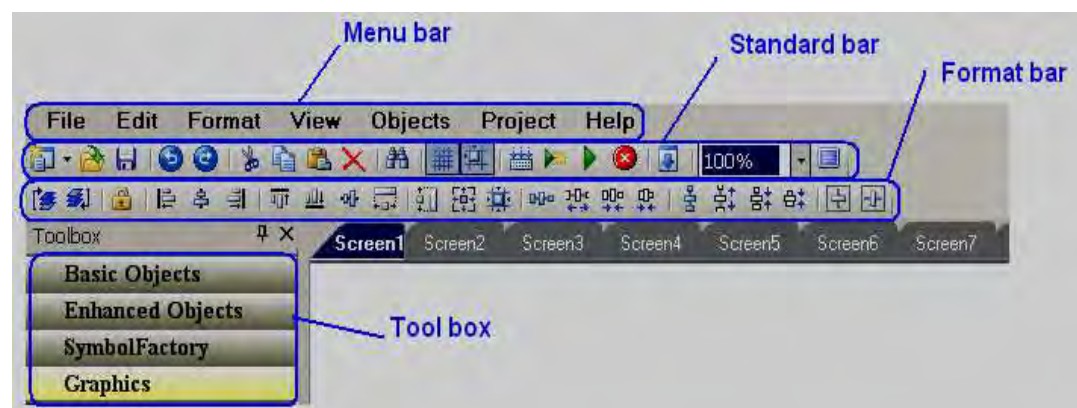 Menu bar
Standard bar
Format bar
File Edit Format View Objects Project Help
100%
Toolbox
Screen1 Screen2 Screen3 Screen4 Screen5 Screen6 Screen7
Basic Objects
Enhanced Objects
Tool box
SymbolFactory
Graphics